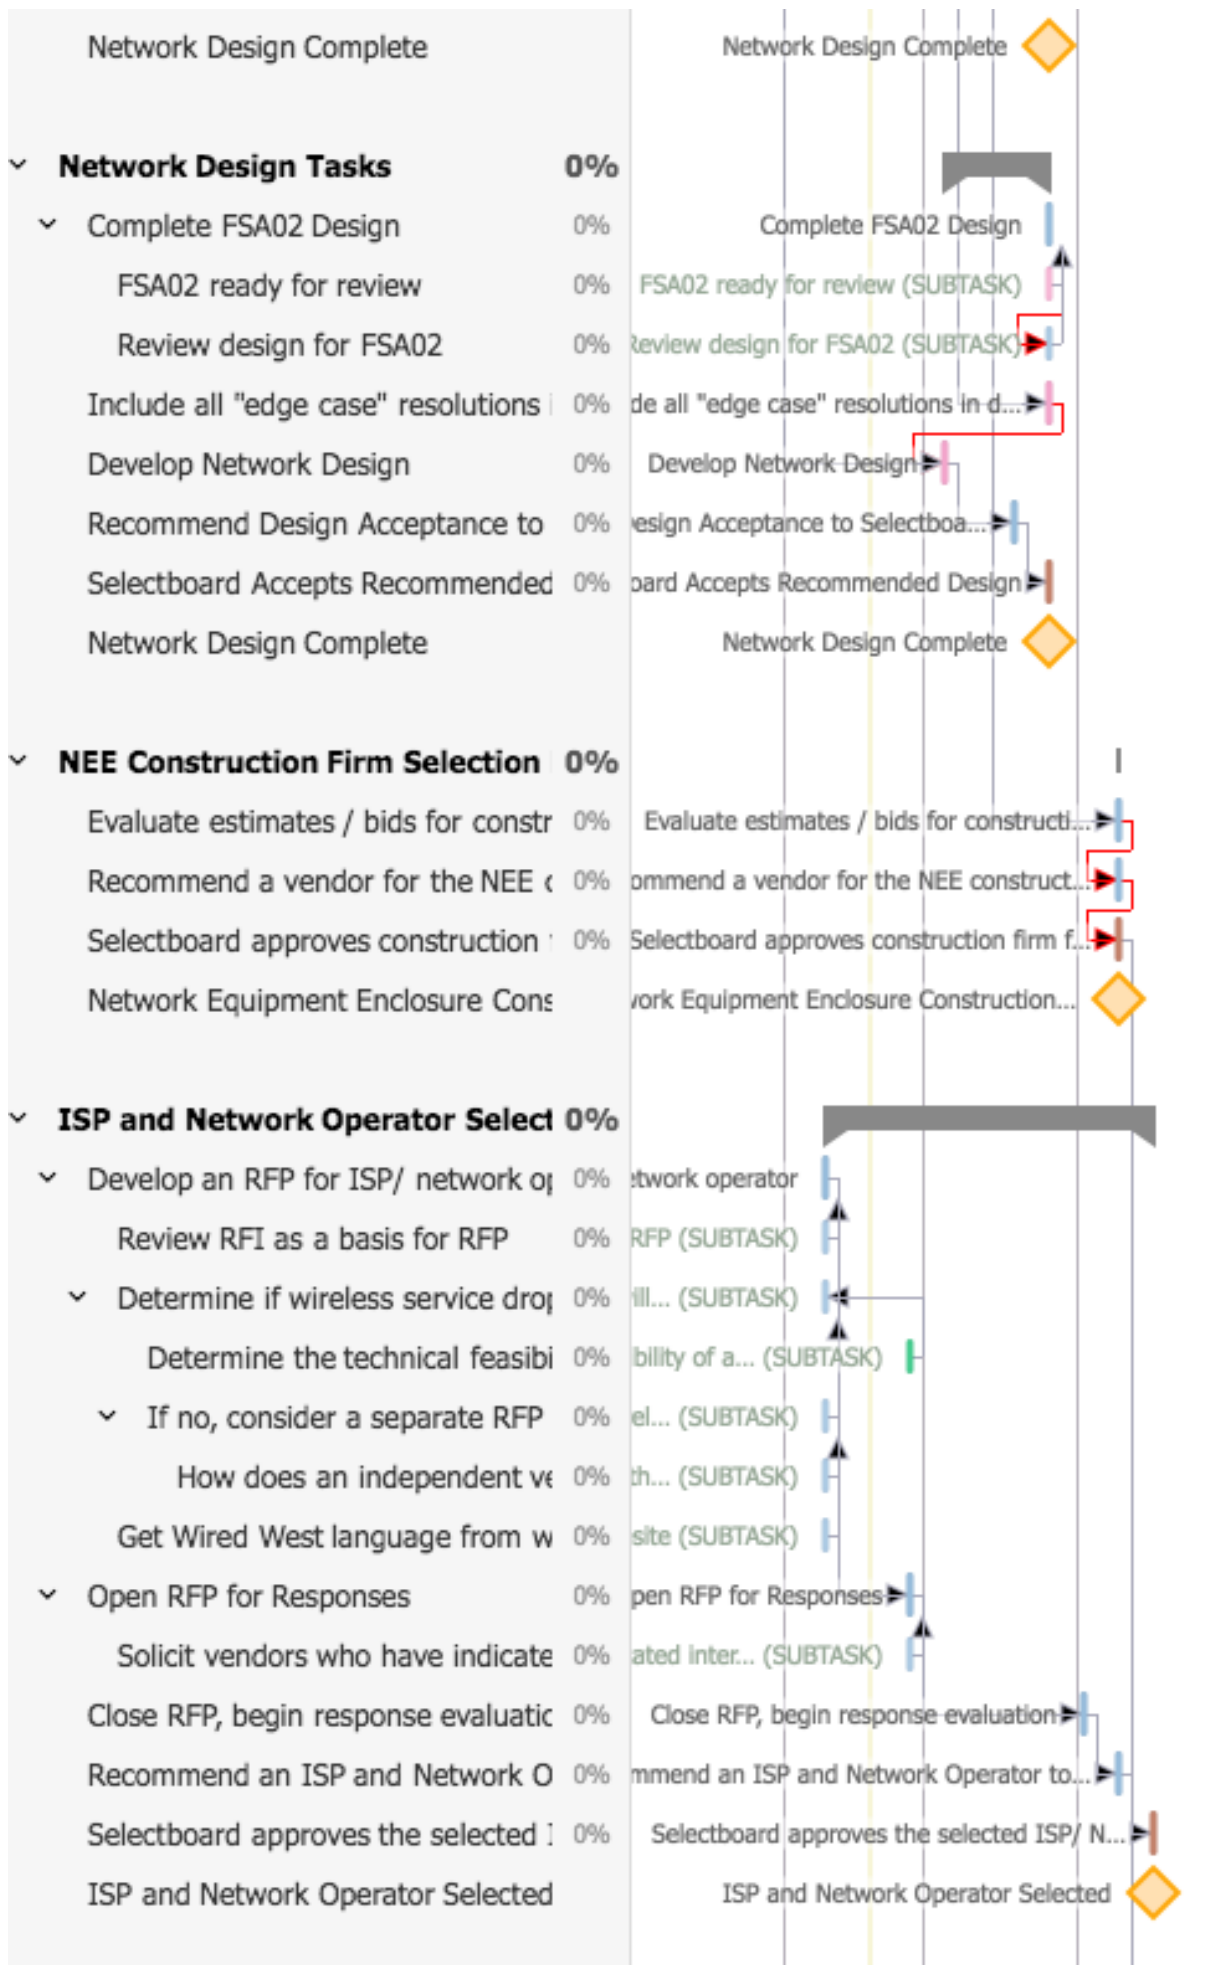 Network Design Complete Network Design Complete
Network Design Tasks 0%
Complete FSA02 Design 0% Complete FSA02 Design
FSA02 ready for review 0% FSA02 ready for review (SUBTASK)
Review design for FSA02 0% Review design for FSA02 (SUBTASK)
Include all "edge case" resolutions 0% de all "edge case" resolutions in d...
Develop Network Design 0% Develop Network Design
Recommend Design Acceptance to 0% esign Acceptance to Selectboa...
Selectboard Accepts Recommended 0% oard Accepts Recommended Design
Network Design Complete Network Design Complete
NEE Construction Firm Selection 0%
Evaluate estimates / bids for constr 0% Evaluate estimates / bids for constructi...
Recommend a vendor for the NEE c 0% ommend a vendor for the NEE construct...
Selectboard approves construction 0% Selectboard approves construction firm f...
Network Equipment Enclosure Cons work Equipment Enclosure Construction...
ISP and Network Operator Select 0%
Develop an RFP for ISP/ network op 0% etwork operator
Review RFI as a basis for RFP 0% RFP (SUBTASK)
Determine if wireless service drop 0% ill... (SUBTASK)
Determine the technical feasibi 0% bility of a... (SUBTASK)
If no, consider a separate RFP 0% el... (SUBTASK)
How does an independent ve 0% th... (SUBTASK)
Get Wired West language from w 0% site (SUBTASK)
Open RFP for Responses 0% pen RFP for Responses
Solicit vendors who have indicate 0% ated inter... (SUBTASK)
Close RFP, begin response evaluatic 0% Close RFP, begin response evaluation
Recommend an ISP and Network O 0% mmend an ISP and Network Operator to...
Selectboard approves the selected I 0% Selectboard approves the selected ISP/ N...
ISP and Network Operator Selected ISP and Network Operator Selected